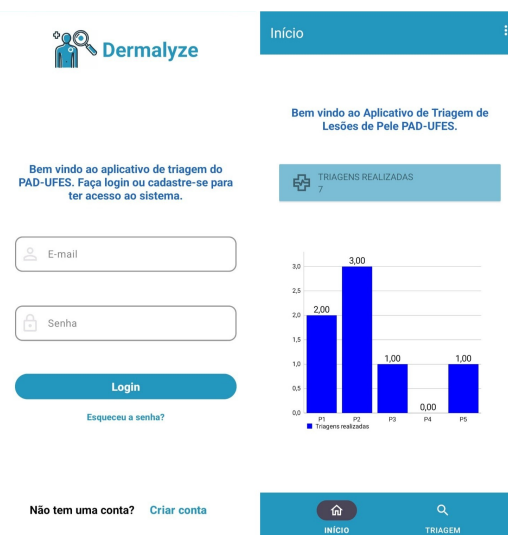 Dermalyze
Bem vindo ao aplicativo de triagem do
PAD-UFES. Faça login ou cadastre-se para
ter acesso ao sistema.
E-mail
Senha
Login
Esqueceu a senha?
Não tem uma conta? Criar conta
Início
Bem vindo ao Aplicativo de Triagem de
Lesões de Pele PAD-UFES.
TRIAGENS REALIZADAS
7
3,0
2,5
2,0
1,5
1,0
0,5
0,0
2,00
3,00
1,00
0,00
1,00
P1 P2 P3 P4 P5
Triagens realizadas
INÍCIO TRIAGEM